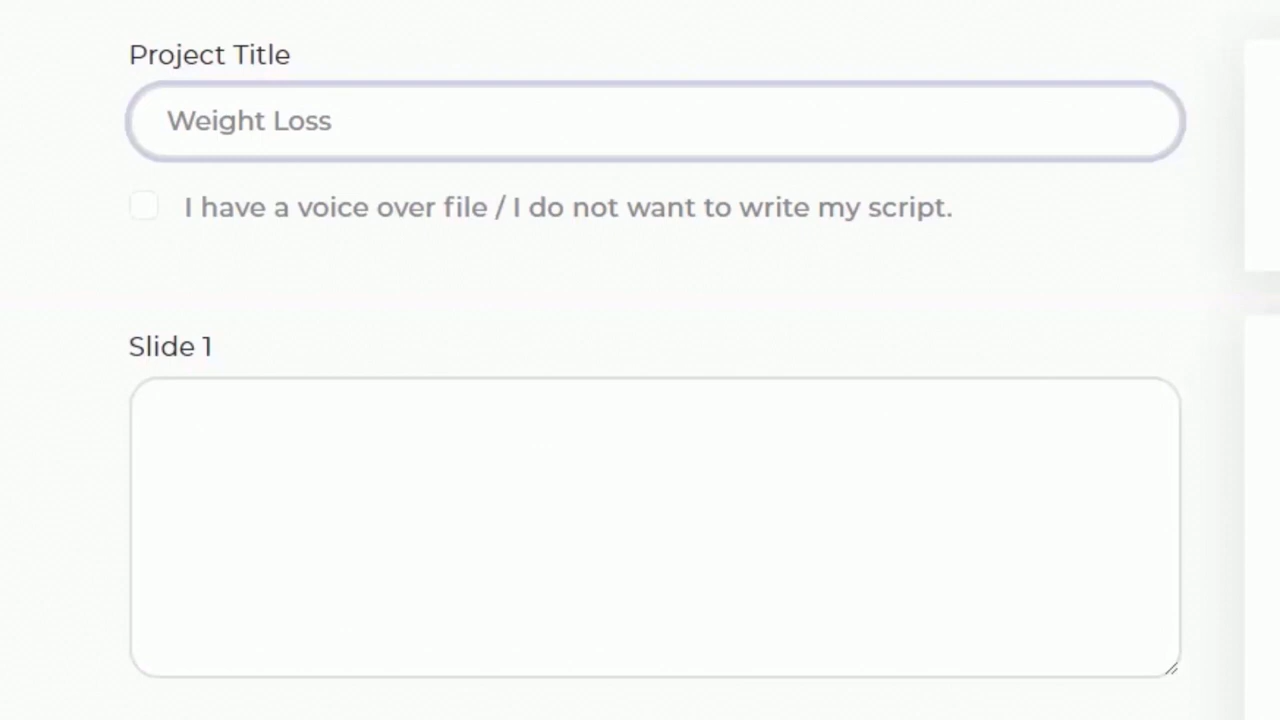 Project Title
Weight Loss
I have a voice over file / I do not want to write my script.
Slide 1